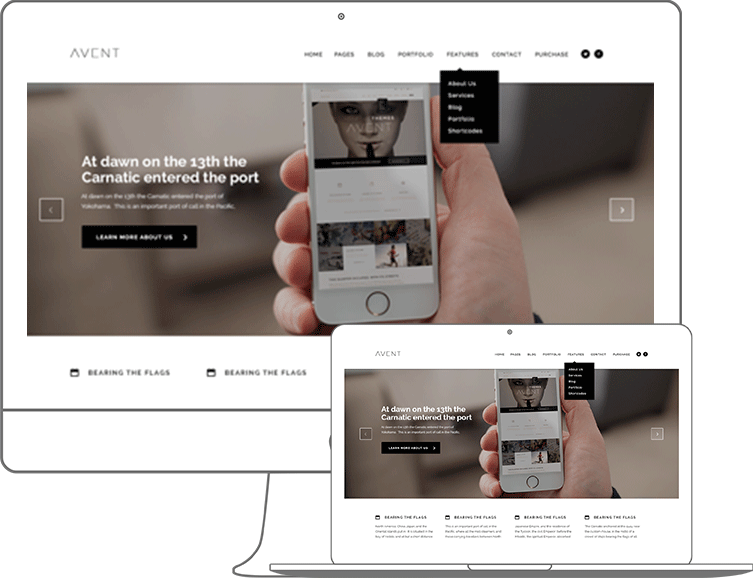 AVENT
HOME PAGES BLOG PORTFOLIO FEATURES CONTACT PURCHASE
About Us
Services
Blog
Portfolio
Shortcodes
THEMES
AVENT
At dawn on the 13th the
Carnatic entered the port
At dawn on the 13th the Carnatic entered the port of
Yokohama. This is an important port of call in the Pacific.
LEARN MORE ABOUT US
BEARING THE FLAGS BEARING THE FLAGS
AVENT
HOME PAGES BLOG PORTFOLIO FEATURES CONTACT PURCHASE
About Us
Services
Blog
Portfolio
Shortcodes
At dawn on the 13th the
Carnatic entered the port
At dawn on the 13th the Carnatic entered the port of
Yokohama. This is an important port of call in the Pacific.
LEARN MORE ABOUT US
BEARING THE FLAGS BEARING THE FLAGS BEARING THE FLAGS BEARING THE FLAGS